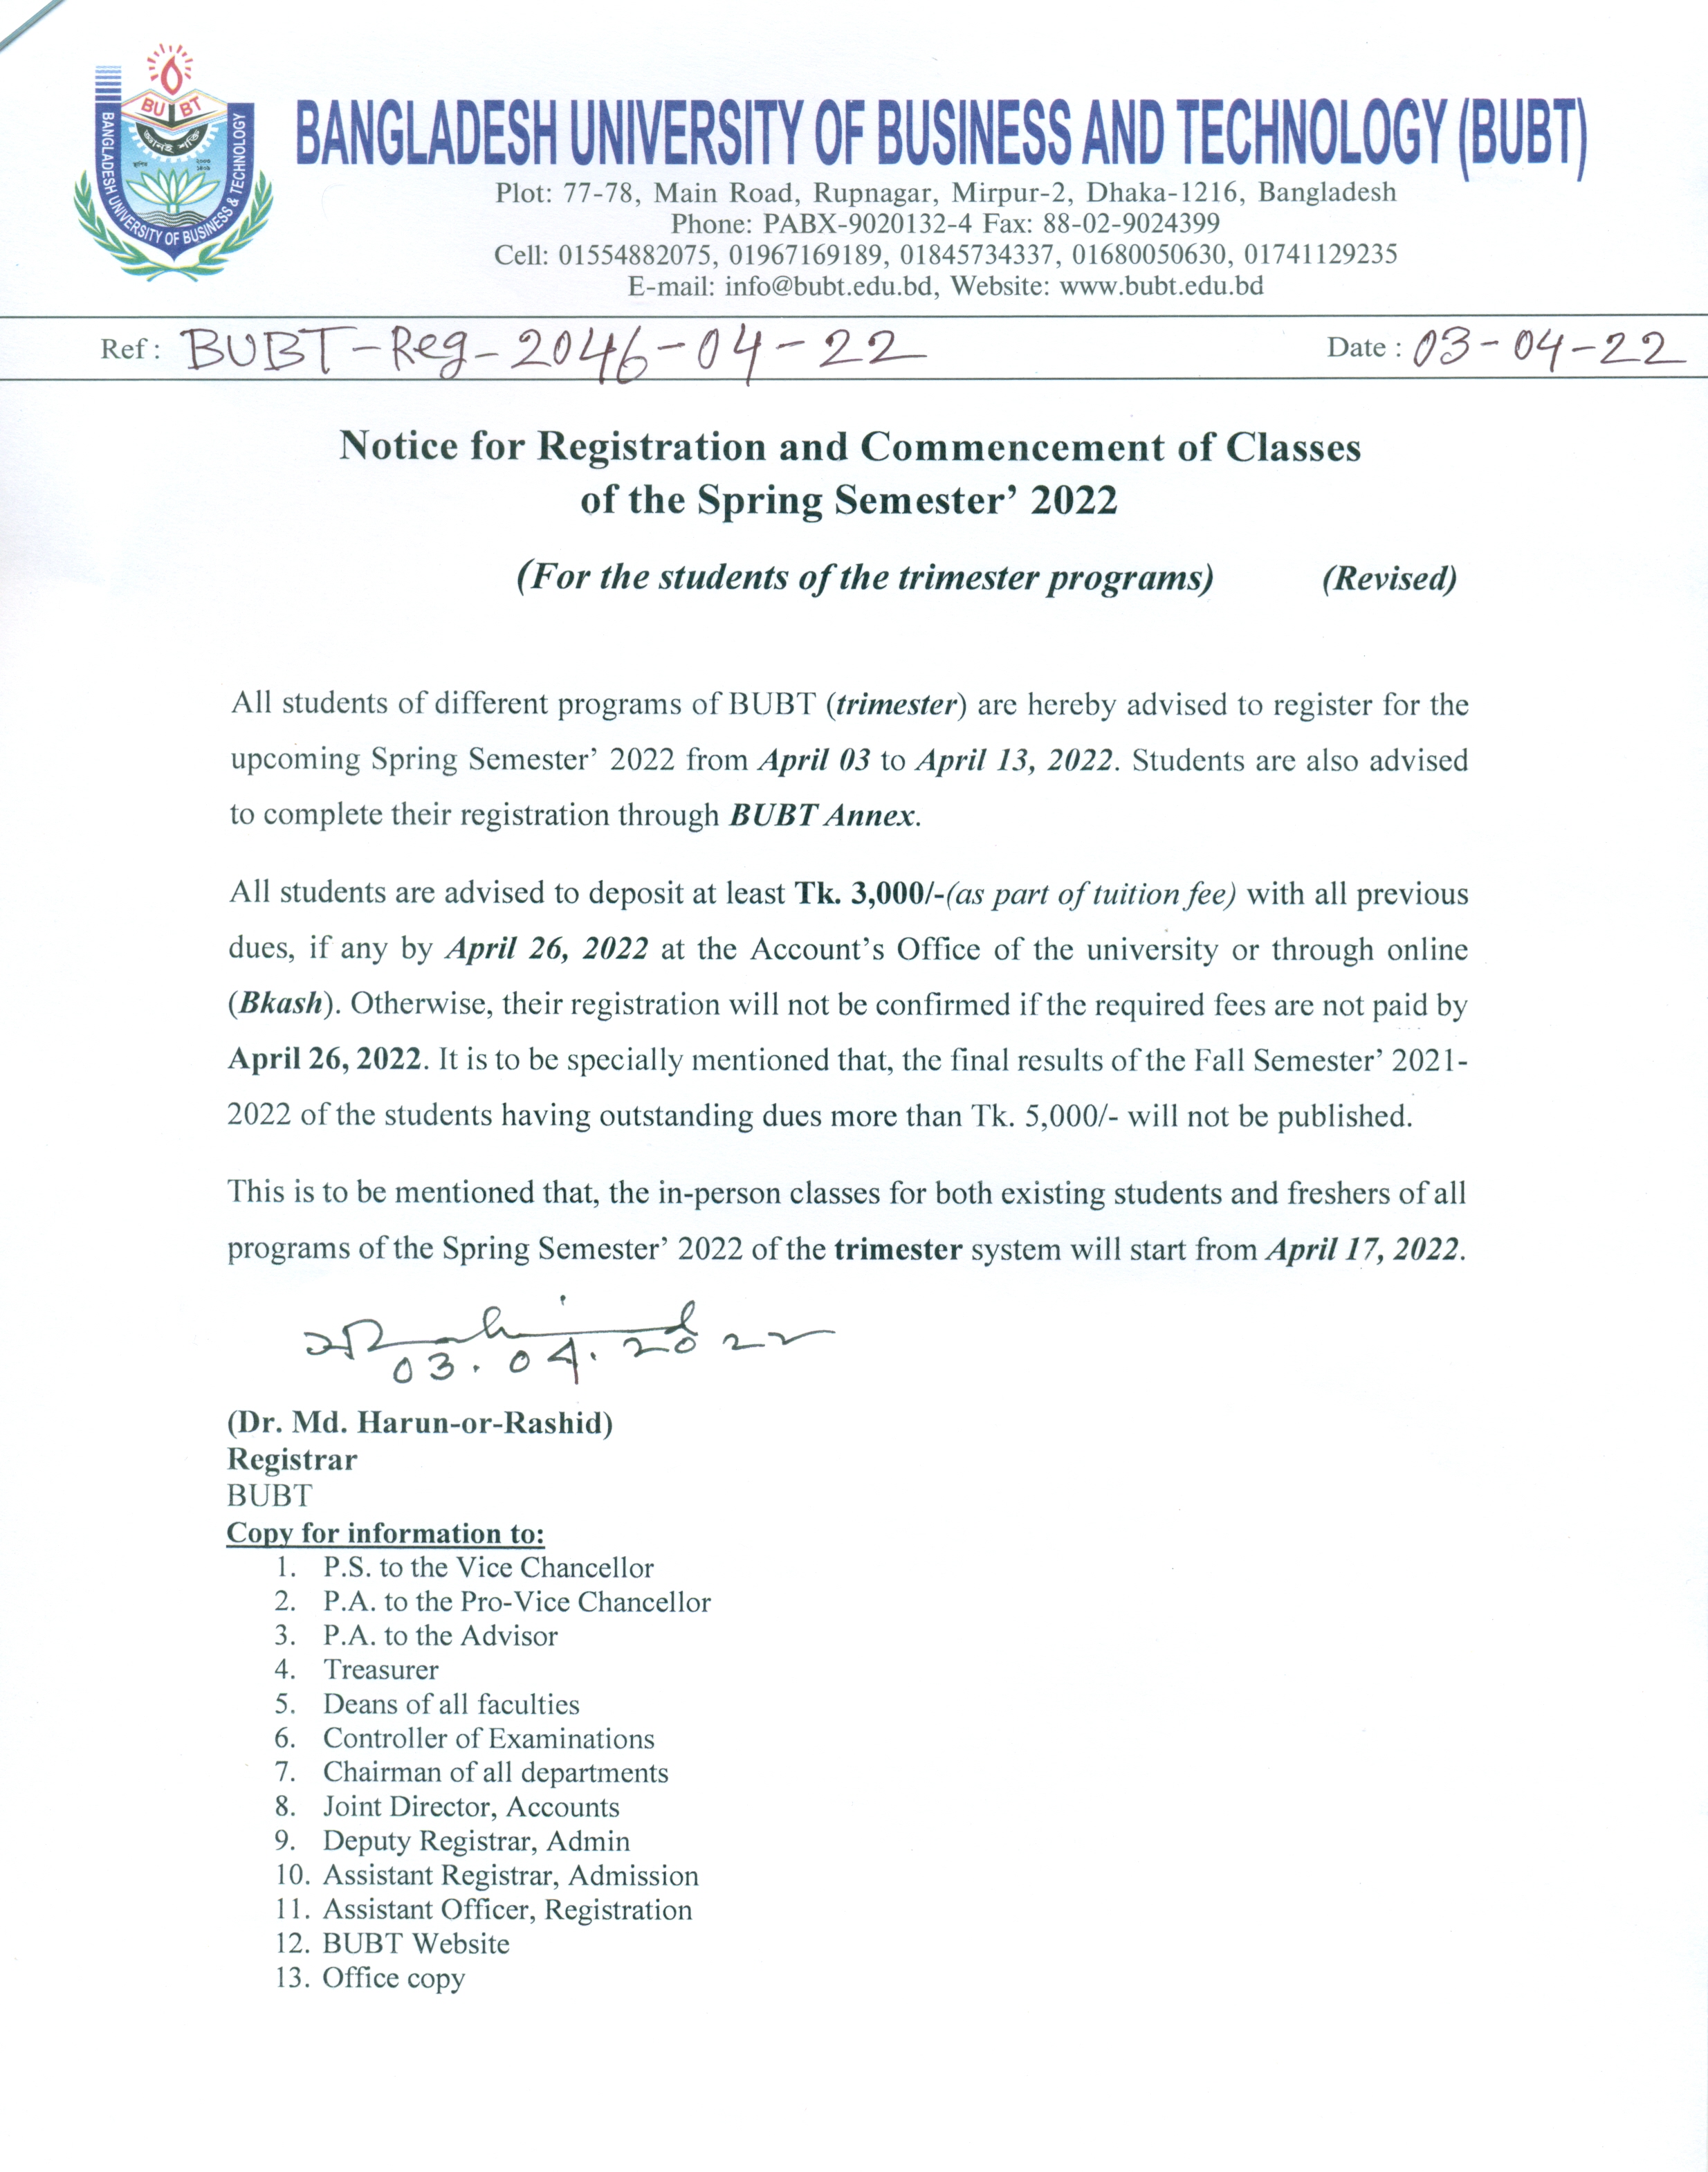 BU BT
জ্ঞানই শক্তি
BANGLADESH UNIVERSITY OF BUSINESS & TECHNOLOGY
BANGLADESH UNIVERSITY OF BUSINESS AND TECHNOLOGY (BUBT)
Plot: 77-78, Main Road, Rupnagar, Mirpur-2, Dhaka-1216, Bangladesh
Phone: PABX-9020132-4 Fax: 88-02-9024399
Cell: 01554882075, 01967169189, 01845734337, 01680050630, 01741129235
E-mail: info@bubt.edu.bd, Website: www.bubt.edu.bd
Ref : BUBT-Reg-2046-04-22 Date : 03-04-22
Notice for Registration and Commencement of Classes
of the Spring Semester’ 2022
(For the students of the trimester programs) (Revised)
All students of different programs of BUBT (trimester) are hereby advised to register for the
upcoming Spring Semester’ 2022 from April 03 to April 13, 2022. Students are also advised
to complete their registration through BUBT Annex.
All students are advised to deposit at least Tk. 3,000/-(as part of tuition fee) with all previous
dues, if any by April 26, 2022 at the Account’s Office of the university or through online
(Bkash). Otherwise, their registration will not be confirmed if the required fees are not paid by
April 26, 2022. It is to be specially mentioned that, the final results of the Fall Semester’ 2021-
2022 of the students having outstanding dues more than Tk. 5,000/- will not be published.
This is to be mentioned that, the in-person classes for both existing students and freshers of all
programs of the Spring Semester’ 2022 of the trimester system will start from April 17, 2022.
03.04.2022
(Dr. Md. Harun-or-Rashid)
Registrar
BUBT
Copy for information to:
1. P.S. to the Vice Chancellor
2. P.A. to the Pro-Vice Chancellor
3. P.A. to the Advisor
4. Treasurer
5. Deans of all faculties
6. Controller of Examinations
7. Chairman of all departments
8. Joint Director, Accounts
9. Deputy Registrar, Admin
10. Assistant Registrar, Admission
11. Assistant Officer, Registration
12. BUBT Website
13. Office copy